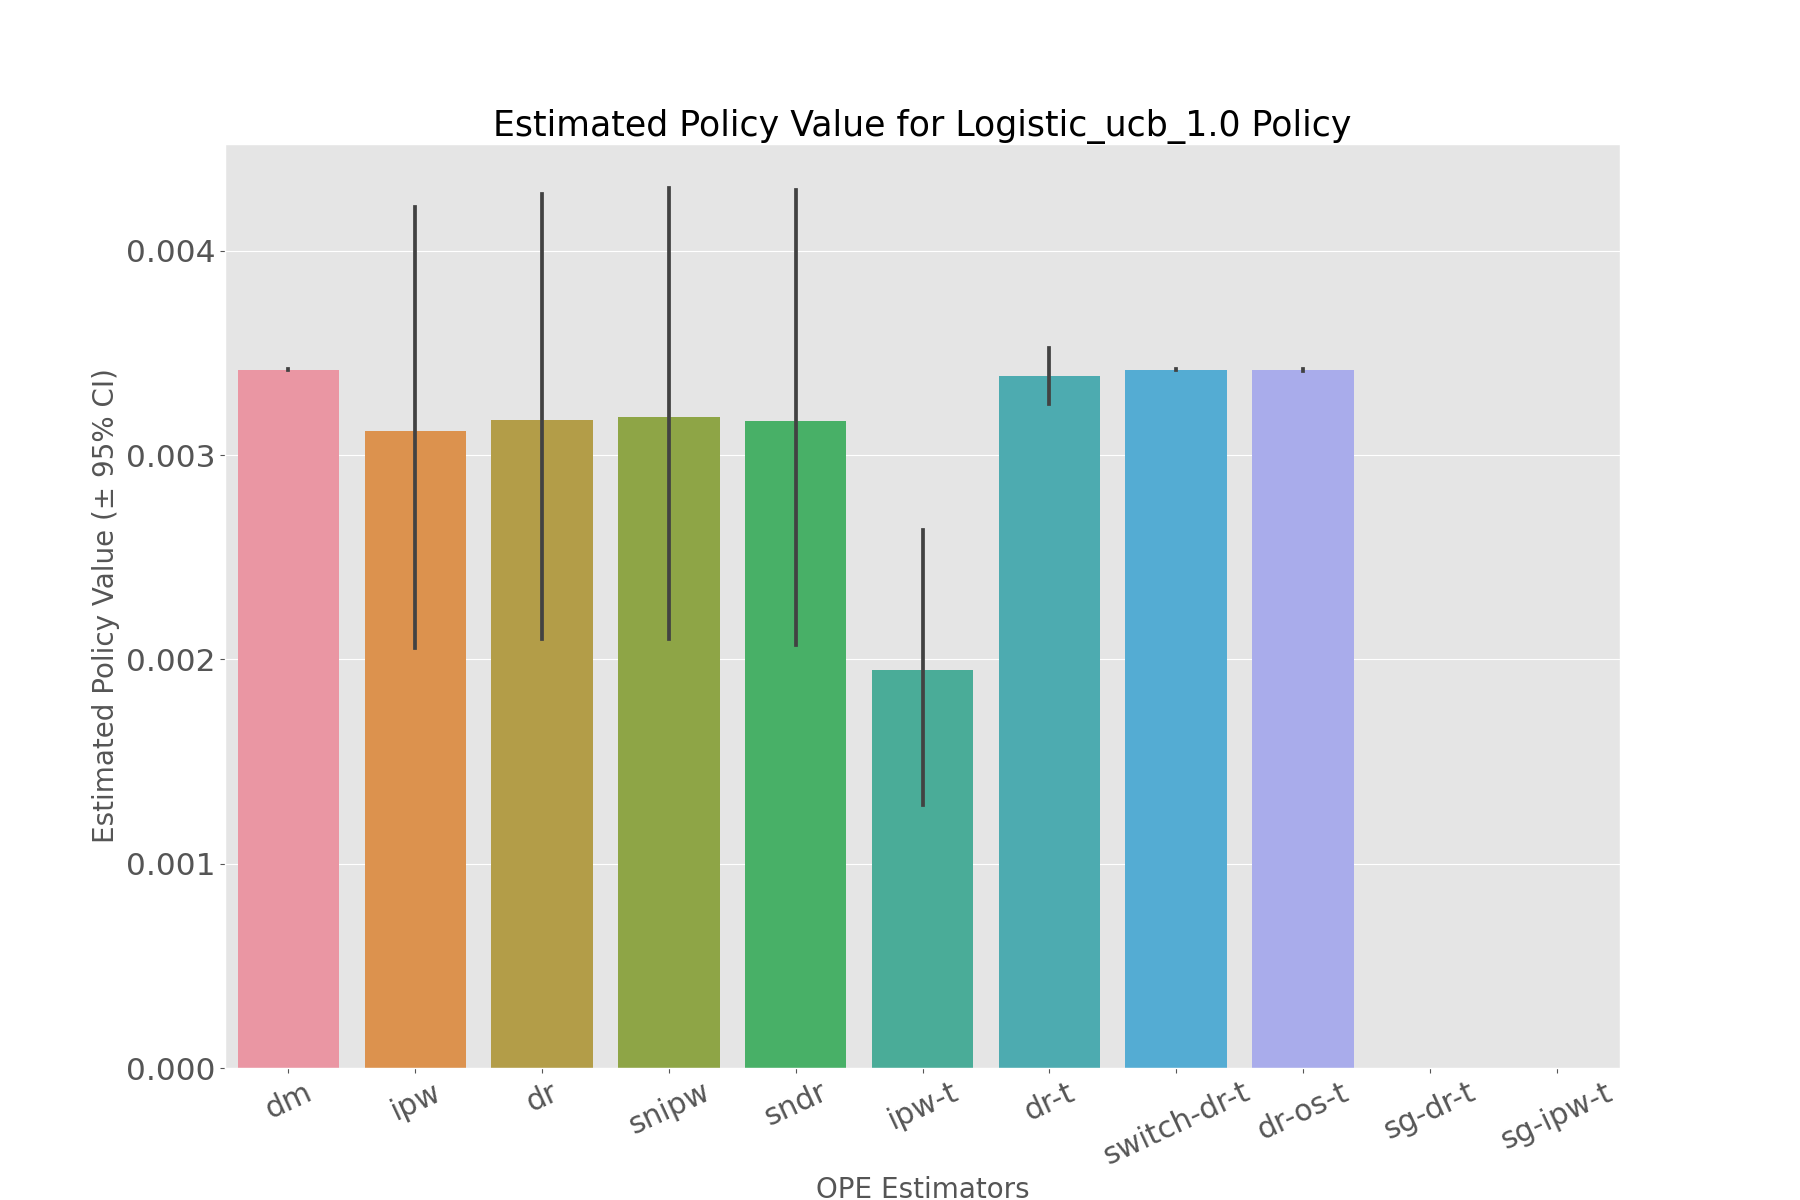 Estimated Policy Value for Logistic_ucb_1.0 Policy
Estimated Policy Value (± 95% CI)
0.004
0.003
0.002
0.001
0.000
dm
ipw
dr
snipw
sndr
ipw-t
dr-t
switch-dr-t
dr-os-t
sg-dr-t
sg-ipw-t
OPE Estimators